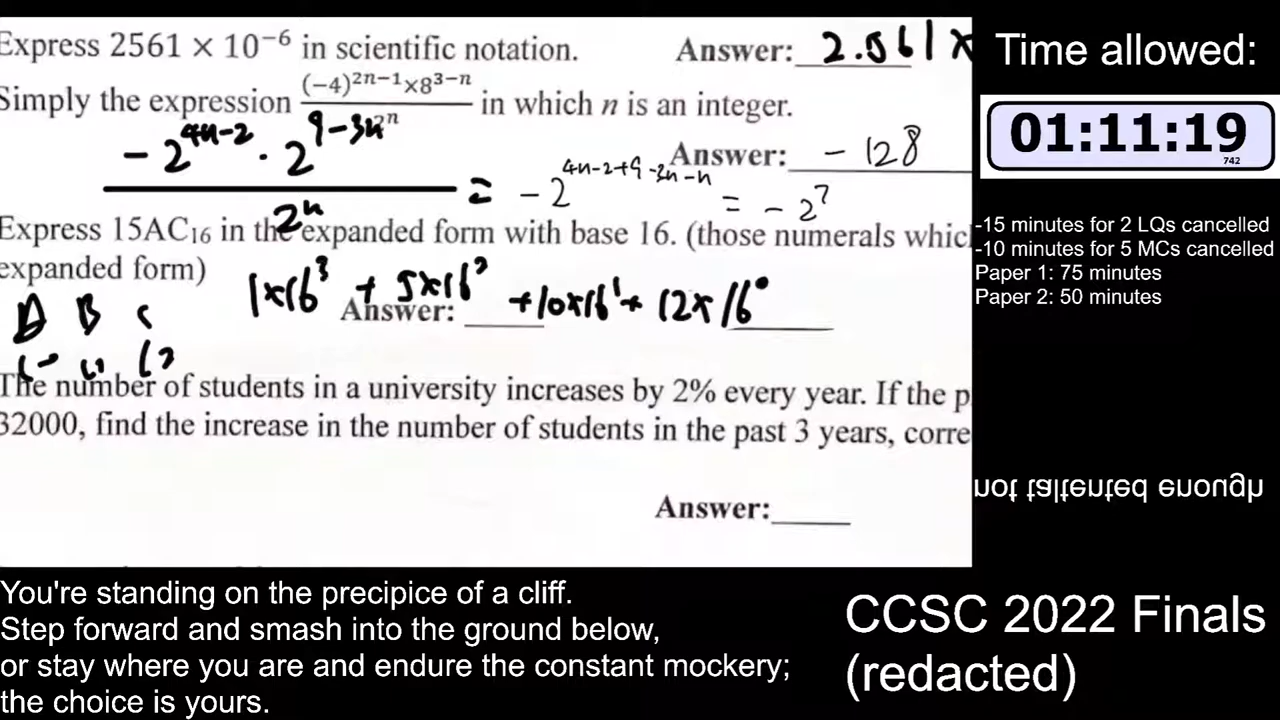 Express 2561 × 10⁻⁶ in scientific notation. Answer: 2.561 ×
Simply the expression (−4)²ⁿ⁻¹×8³⁻ⁿ / 2ⁿ in which n is an integer.
−2⁴ⁿ⁻² · 2⁹⁻³ⁿ / 2ⁿ = −2⁴ⁿ⁻²⁺⁹⁻³ⁿ⁻ⁿ = −2⁷
Answer: −128
Express 15AC₁₆ in the expanded form with base 16. (those numerals whic
expanded form)
1×16³ + 5×16² + 10×16¹ + 12×16⁰
Answer:
A B C
10 11 12
The number of students in a university increases by 2% every year. If the p
32000, find the increase in the number of students in the past 3 years, corre
Answer:
Time allowed:
01:11:19
742
-15 minutes for 2 LQs cancelled
-10 minutes for 5 MCs cancelled
Paper 1: 75 minutes
Paper 2: 50 minutes
not taltented enough
You're standing on the precipice of a cliff.
Step forward and smash into the ground below,
or stay where you are and endure the constant mockery;
the choice is yours.
CCSC 2022 Finals
(redacted)